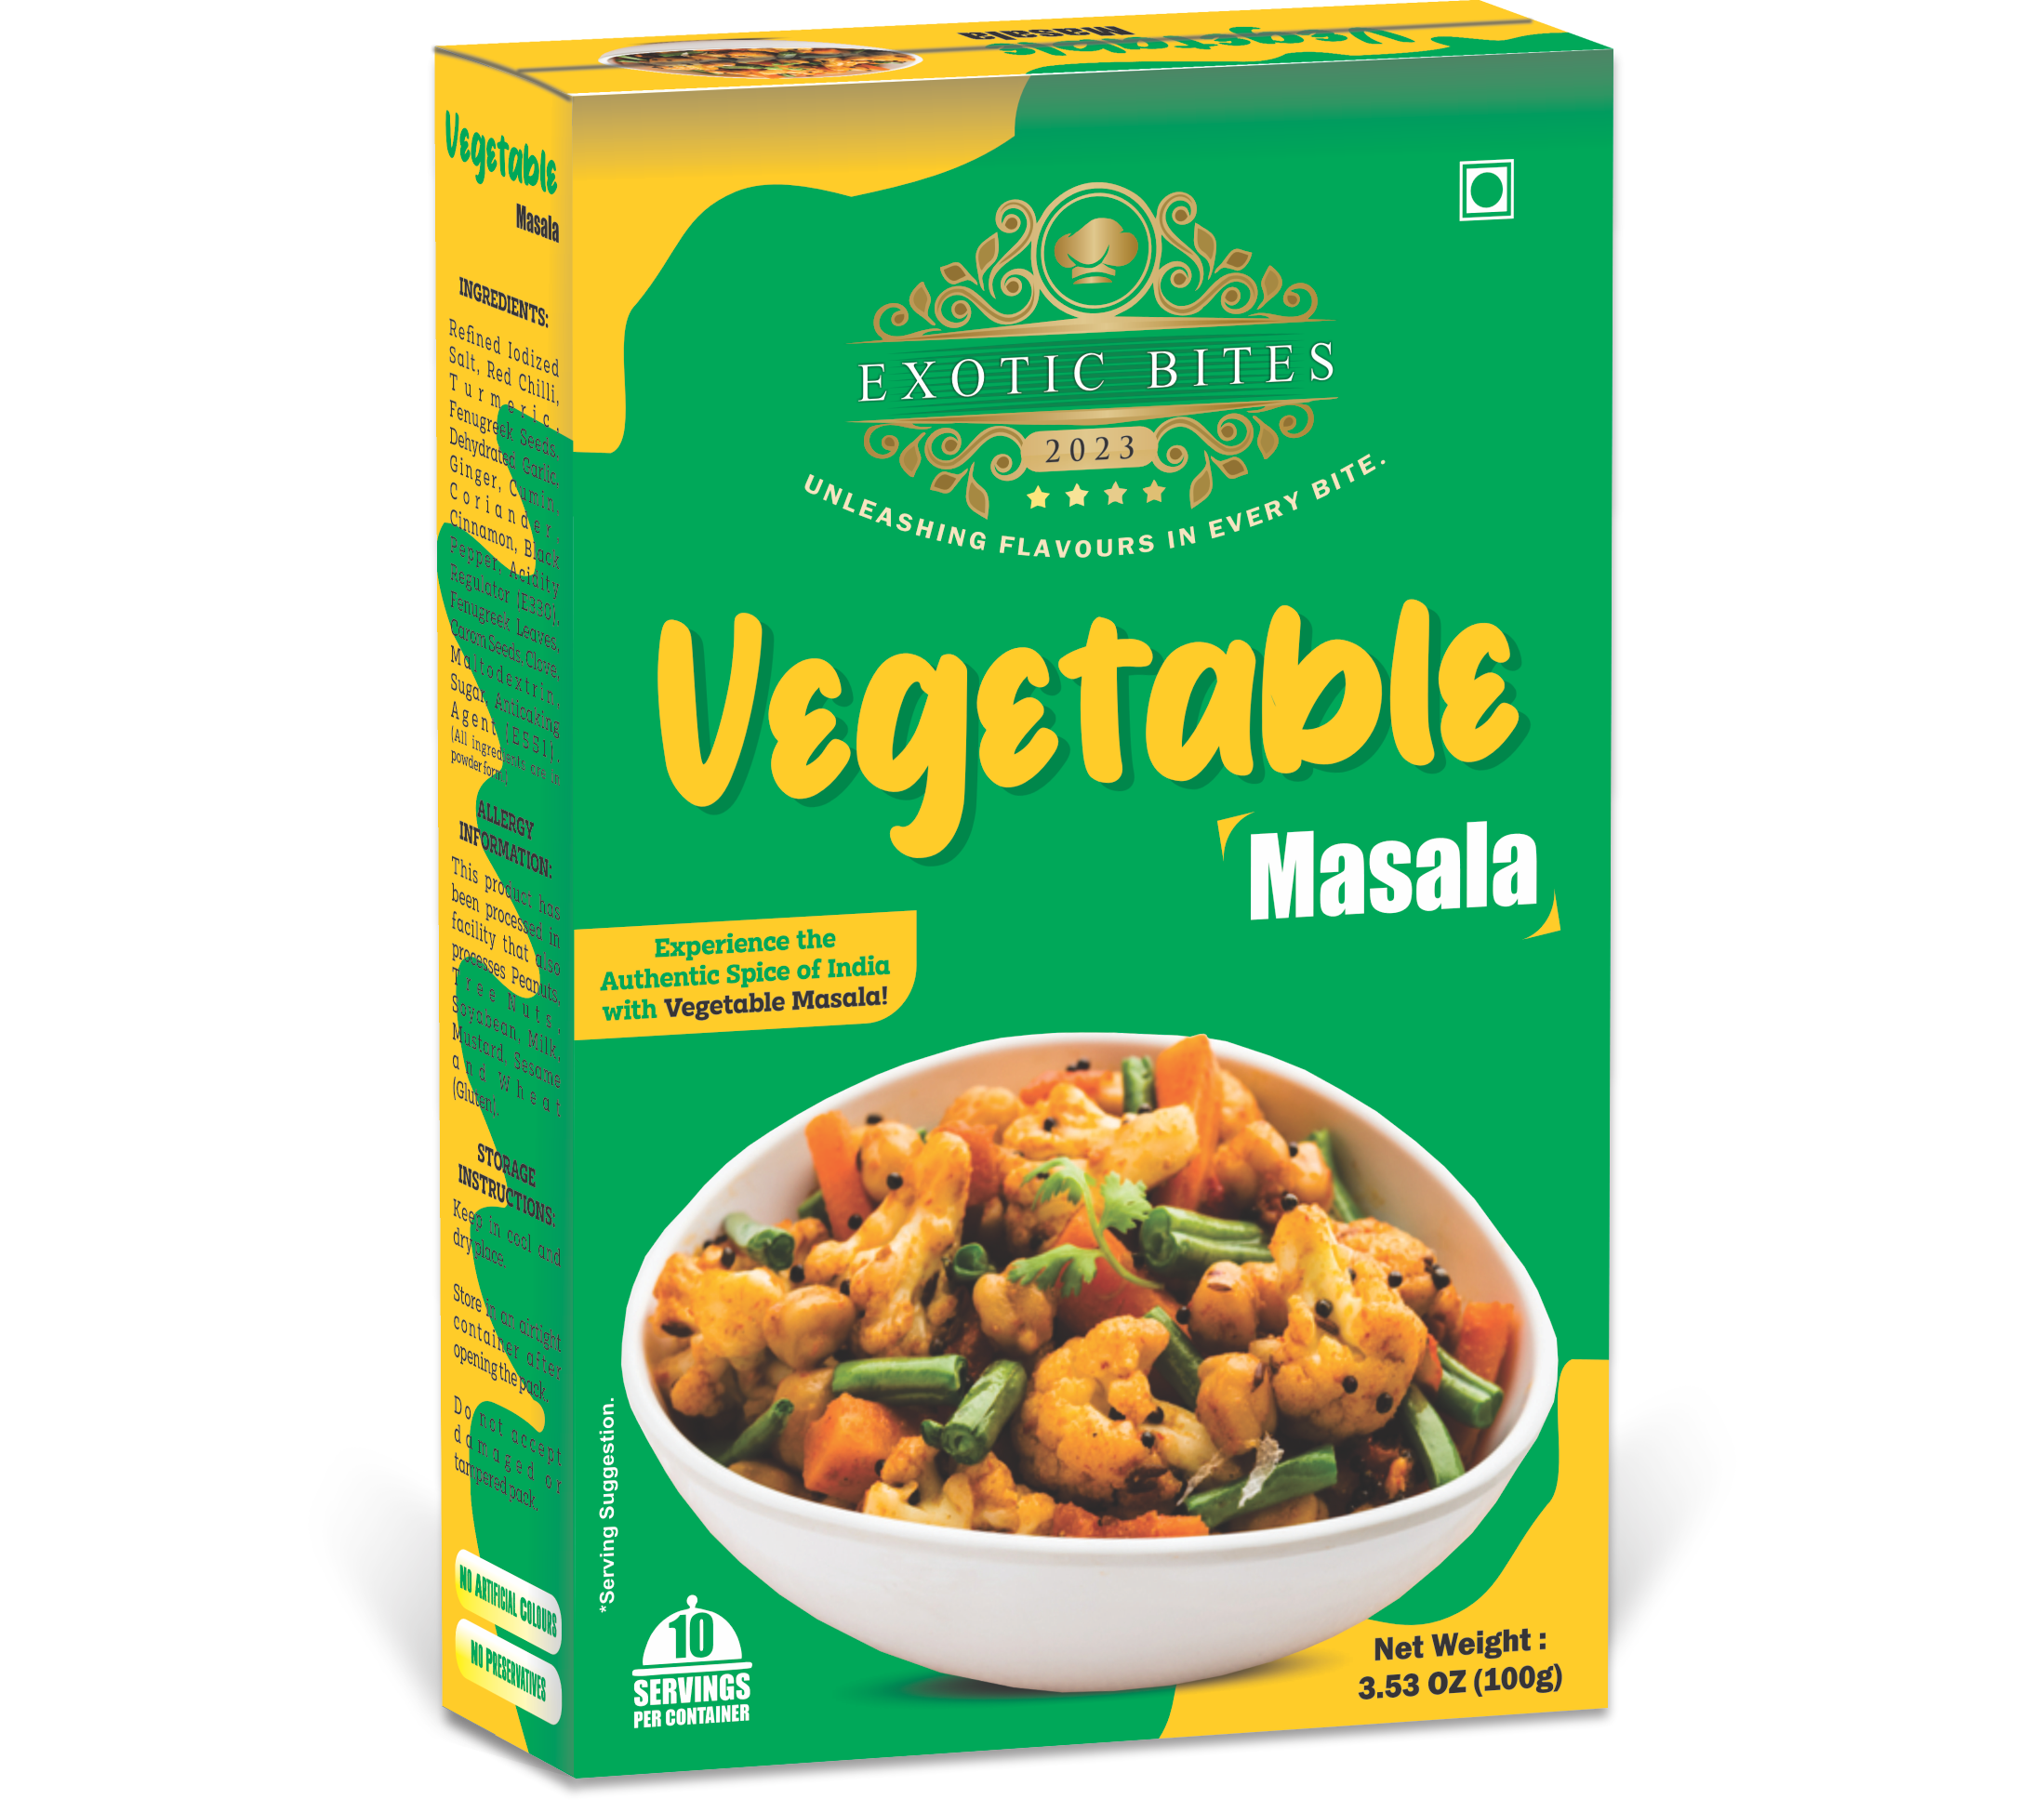 Vegetable
Masala
EXOTIC BITES
2023
UNLEASHING FLAVOURS IN EVERY BITE.
Vegetable
Masala
Experience the
Authentic Spice of India
with Vegetable Masala!
*Serving Suggestion.
10
SERVINGS
PER CONTAINER
Net Weight :
3.53 OZ (100g)
Vegetable
Masala
INGREDIENTS:
Refined Iodized
Salt, Red Chilli,
Turmeric,
Fenugreek Seeds,
Dehydrated Garlic,
Ginger, Cumin,
Coriander,
Cinnamon, Black
Pepper, Acidity
Regulator (E330),
Fenugreek Leaves,
Carom Seeds, Clove,
Maltodextrin,
Sugar, Anticaking
Agent (E551).
(All ingredients are in
powder form)
ALLERGY
INFORMATION:
This product has
been processed in
facility that also
processes Peanuts,
Tree Nuts,
Soyabean, Milk,
Mustard, Sesame
and Wheat
(Gluten).
STORAGE
INSTRUCTIONS:
Keep in cool and
dry place.
Store in an airtight
container after
opening the pack.
Do not accept
damaged or
tampered pack.
NO ARTIFICIAL COLOURS
NO PRESERVATIVES